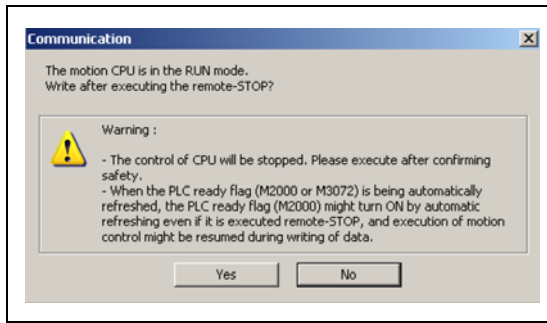 Communication
The motion CPU is in the RUN mode.
Write after executing the remote-STOP?
Warning :
- The control of CPU will be stopped. Please execute after confirming
safety.
- When the PLC ready flag (M2000 or M3072) is being automatically
refreshed, the PLC ready flag (M2000) might turn ON by automatic
refreshing even if it is executed remote-STOP, and execution of motion
control might be resumed during writing of data.
Yes No